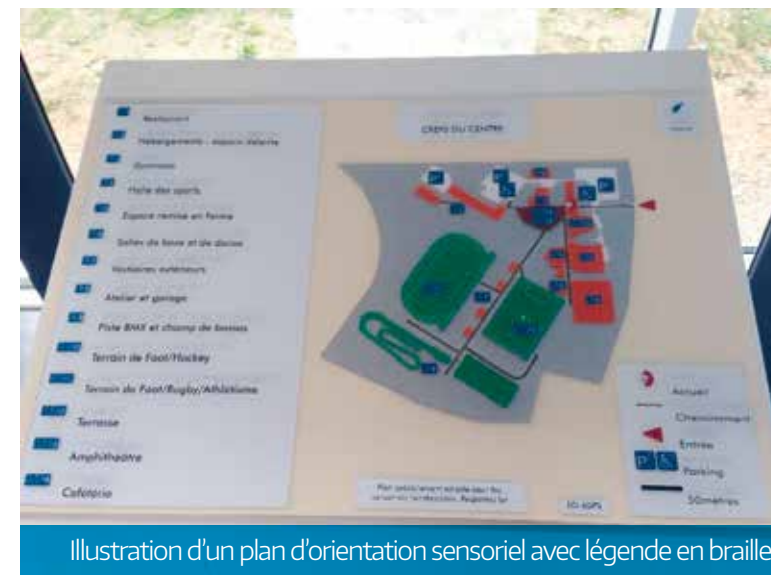 CREPS DU CENTRE
Restaurant
Hébergements - espace détente
Gymnase
Halle des sports
Espace remise en forme
Salles de boxe et de danse
Vestiaires extérieurs
Atelier et garage
Piste BMX et champ de bosses
Terrain de Foot/Hockey
Terrain de Foot/Rugby/Athlétisme
Terrasse
Amphithéatre
Cafétéria
Accueil
Cheminement
Entrée
Parking
50mètres
Illustration d’un plan d’orientation sensoriel avec légende en braille